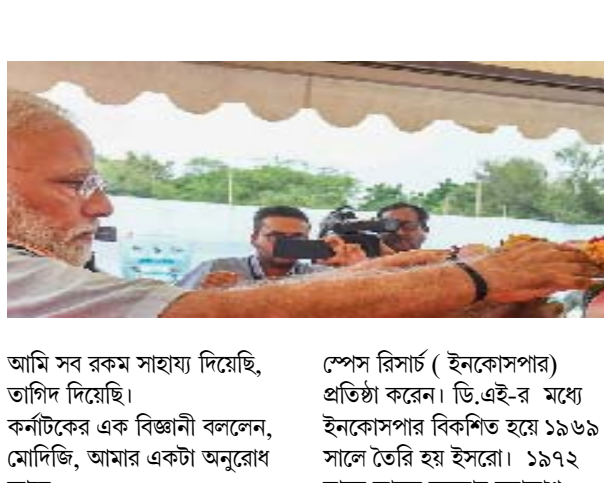 আমি সব রকম সাহায্য দিয়েছি,
তাগিদ দিয়েছি।
কর্নাটকের এক বিজ্ঞানী বললেন,
মোদিজি, আমার একটা অনুরোধ
স্পেস রিসার্চ ( ইনকোসপার)
প্রতিষ্ঠা করেন। ডি.এই-র মধ্যে
ইনকোসপার বিকশিত হয়ে ১৯৬৯
সালে তৈরি হয় ইসরো। ১৯৭২